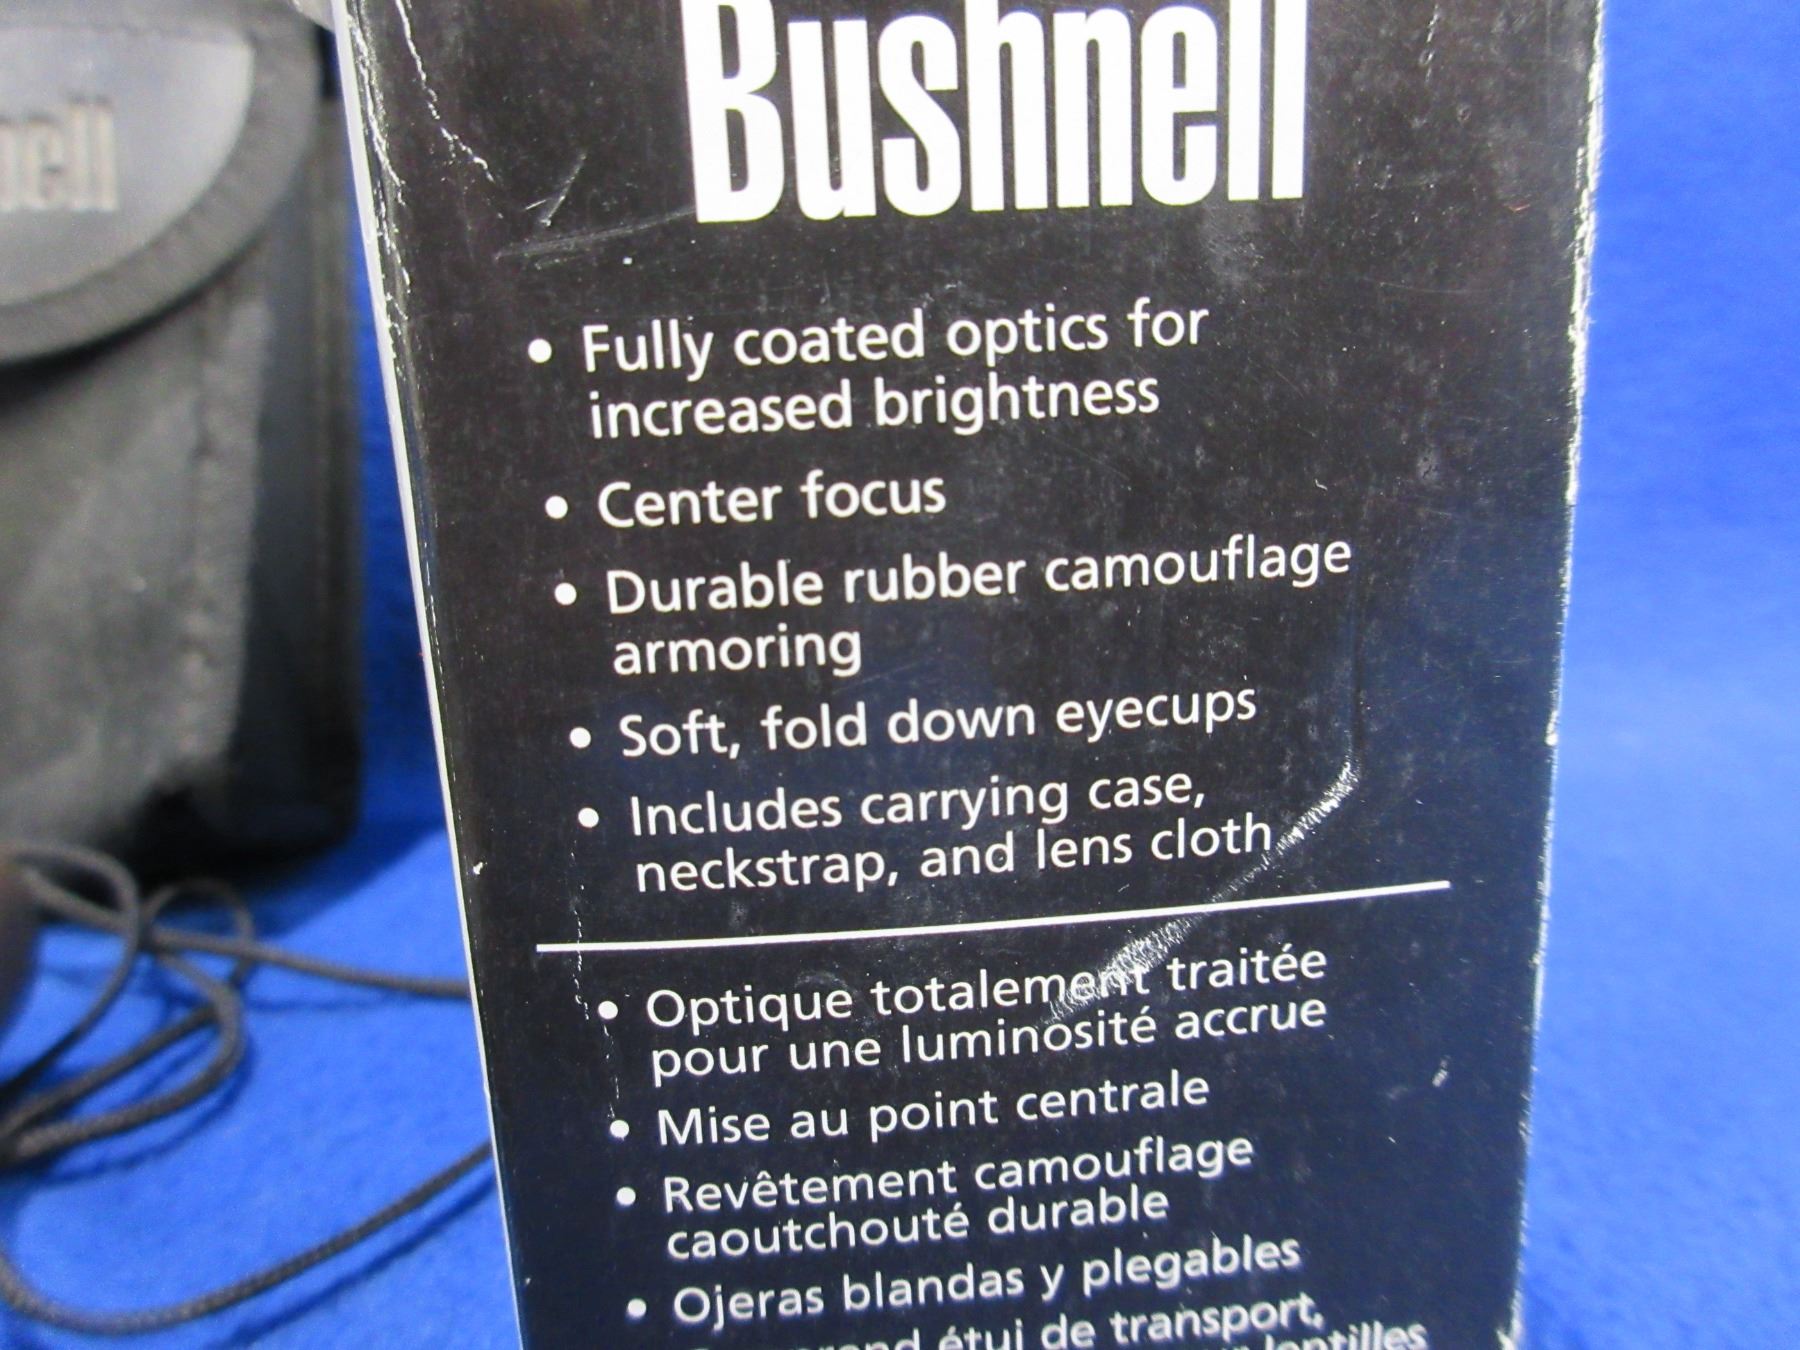 Bushnell
nell
• Fully coated optics for
increased brightness
• Center focus
• Durable rubber camouflage
armoring
• Soft, fold down eyecups
• Includes carrying case,
neckstrap, and lens cloth
• Optique totalement traitée
pour une luminosité accrue
• Mise au point centrale
• Revêtement camouflage
caoutchouté durable
• Ojeras blandas y plegables
étui de transport,
lentilles